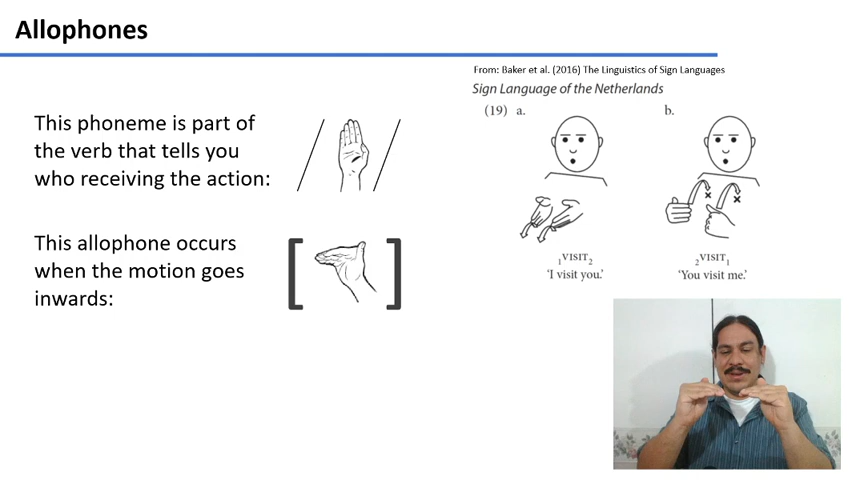 Allophones
From: Baker et al. (2016) The Linguistics of Sign Languages
Sign Language of the Netherlands
(19) a. b.
This phoneme is part of
the verb that tells you
who receiving the action:
This allophone occurs
when the motion goes
inwards:
₁VISIT₂
'I visit you.'
₂VISIT₁
'You visit me.'